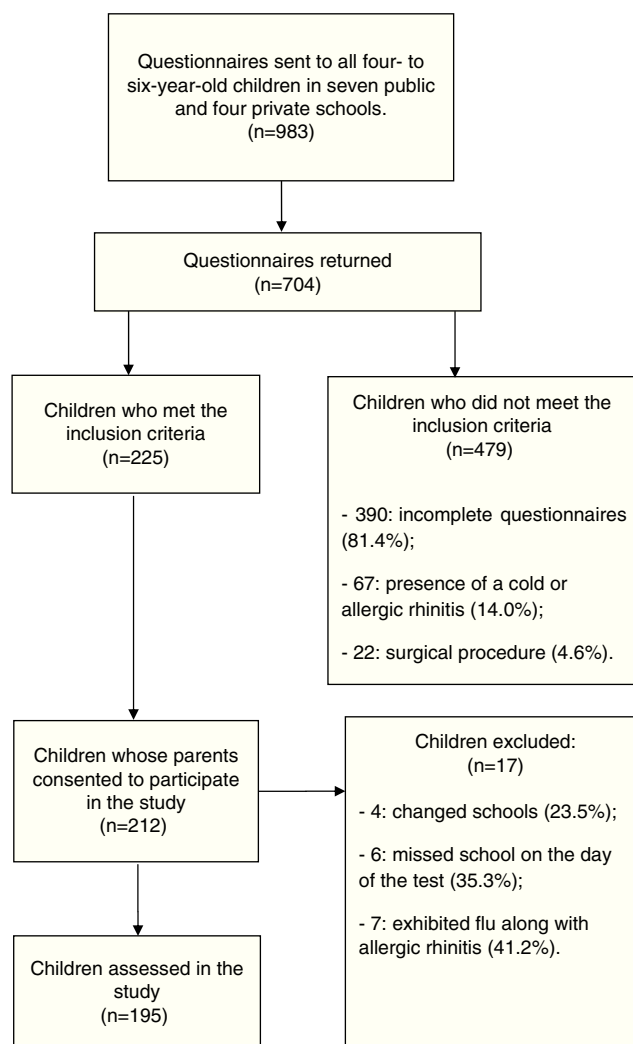 Questionnaires sent to all four- to
six-year-old children in seven public
and four private schools.
(n=983)
Questionnaires returned
(n=704)
Children who met the
inclusion criteria
(n=225)
Children who did not meet the
inclusion criteria
(n=479)
- 390: incomplete questionnaires
(81.4%);
- 67: presence of a cold or
allergic rhinitis (14.0%);
- 22: surgical procedure (4.6%).
Children whose parents
consented to participate
in the study
(n=212)
Children excluded:
(n=17)
- 4: changed schools (23.5%);
- 6: missed school on the day
of the test (35.3%);
- 7: exhibited flu along with
allergic rhinitis (41.2%).
Children assessed in the
study
(n=195)